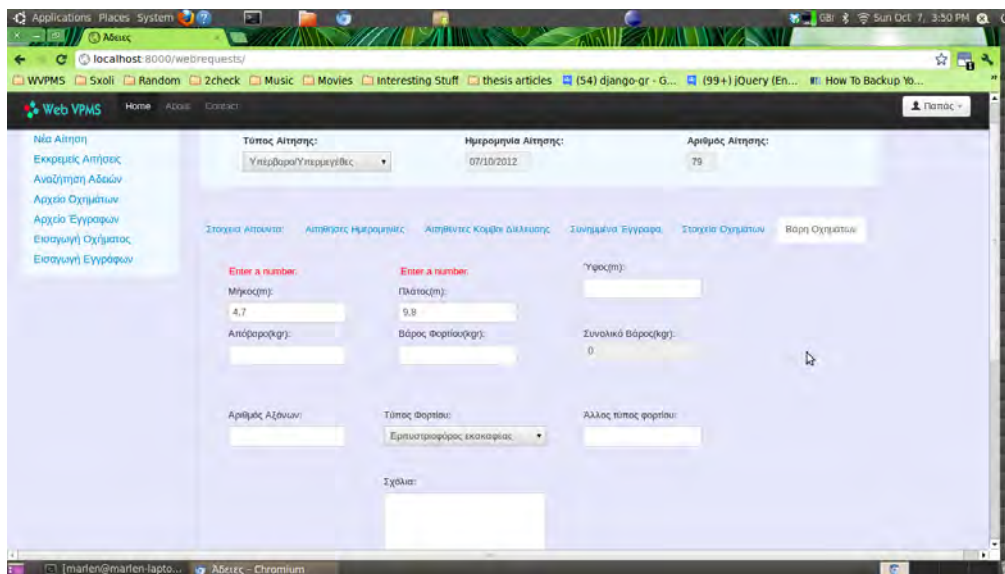 Applications Places System
GBr Sun Oct 7, 3:50 PM
Άδειες
localhost:8000/webrequests/
WVPMS Sxoli Random 2check Music Movies Interesting Stuff thesis articles (54) django-gr - G... (99+) jQuery (En... How To Backup Yo...
Web VPMS Home About Contact Παπάς
Νέα Αίτηση
Εκκρεμείς Αιτήσεις
Αναζήτηση Αδειών
Αρχείο Οχημάτων
Αρχείο Έγγραφων
Εισαγωγή Οχήματος
Εισαγωγή Εγγράφων
Τύπος Αίτησης: Ημερομηνία Αίτησης: Αριθμός Αίτησης:
Υπέρβαρα/Υπερμεγέθες 07/10/2012 79
Στοιχεία Αιτούντα Αιτηθήσες Ημερομηνίες Αιτηθέντες Κόμβοι Διέλευσης Συνημμένα Έγγραφα Στοιχεία Οχημάτων Βάρη Οχημάτων
Enter a number. Enter a number. Ύψος(m):
Μήκος(m): Πλάτος(m):
4,7 9,8
Απόβαρο(kgr): Βάρος Φορτίου(kgr): Συνολικό Βάρος(kgr):
0
Αριθμός Αξόνων: Τύπος Φορτίου: Άλλος τύπος φορτίου:
Ερπυστριοφόρος εκσκαφέας
Σχόλια:
[marlen@marlen-lapto... Άδειες - Chromium